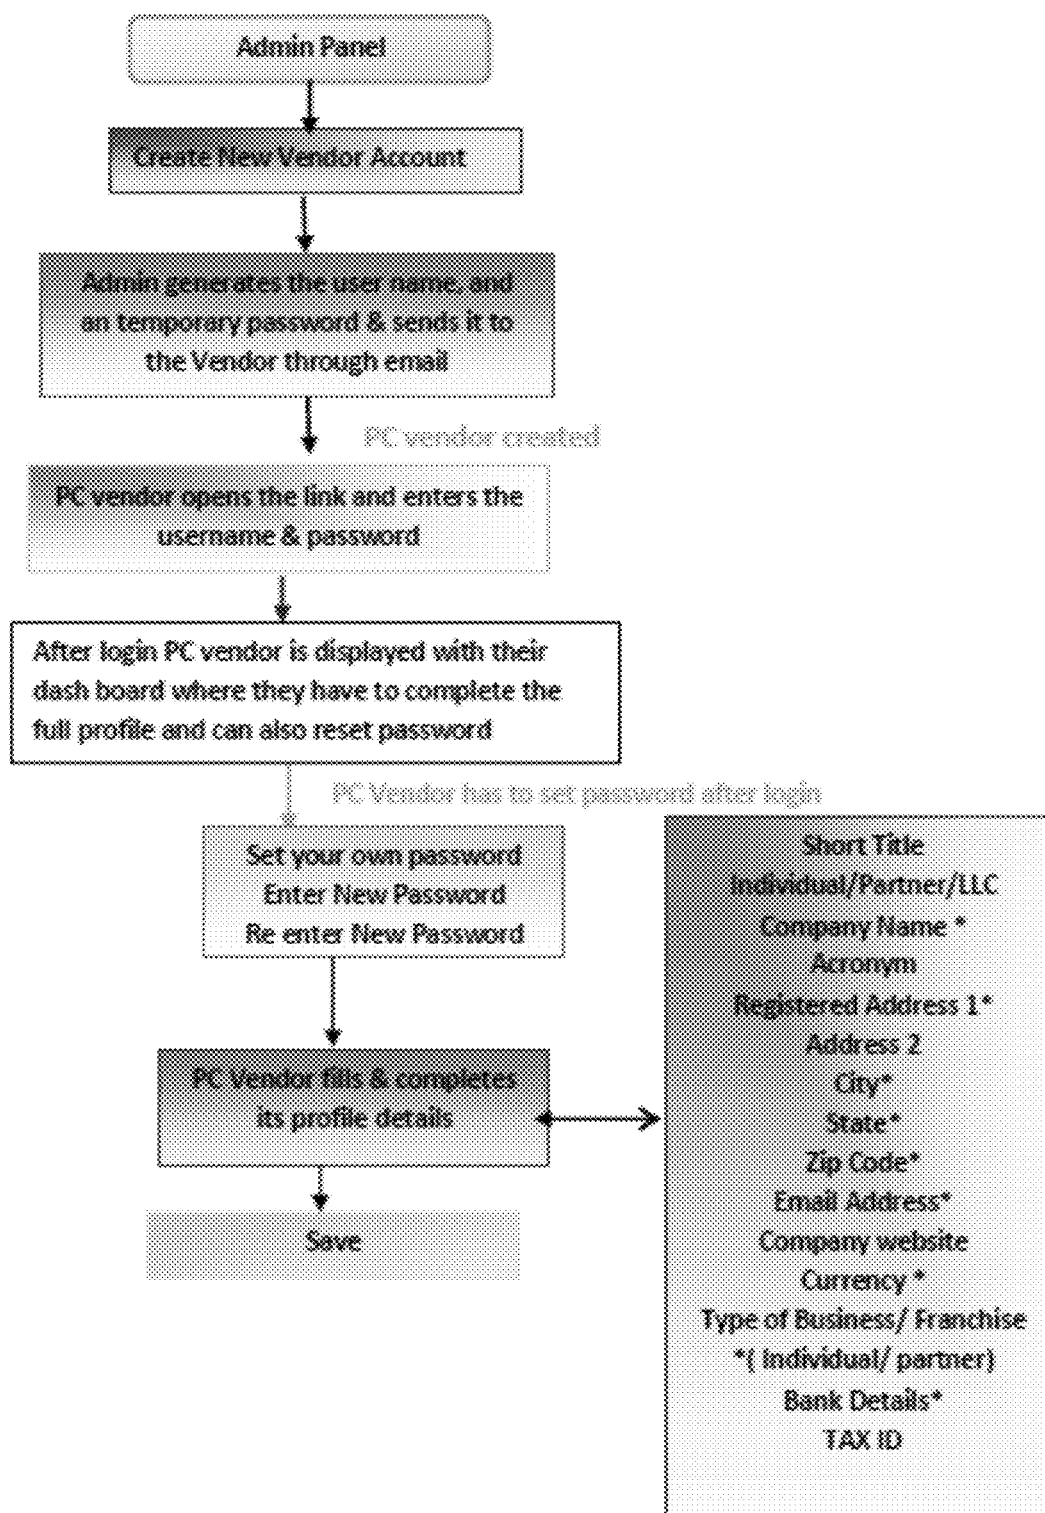 Admin Panel
Create New Vendor Account
Admin generates the user name, and
an temporary password & sends it to
the Vendor through email
PC vendor created
PC vendor opens the link and enters the
username & password
After login PC vendor is displayed with their
dash board where they have to complete the
full profile and can also reset password
PC Vendor has to set password after login
Set your own password
Enter New Password
Re enter New Password
PC Vendor fills & completes
its profile details
Save
Short Title
Individual/Partner/LLC
Company Name *
Acronym
Registered Address 1*
Address 2
City*
State*
Zip Code*
Email Address*
Company website
Currency *
Type of Business/ Franchise
*( Individual/ partner)
Bank Details*
TAX ID